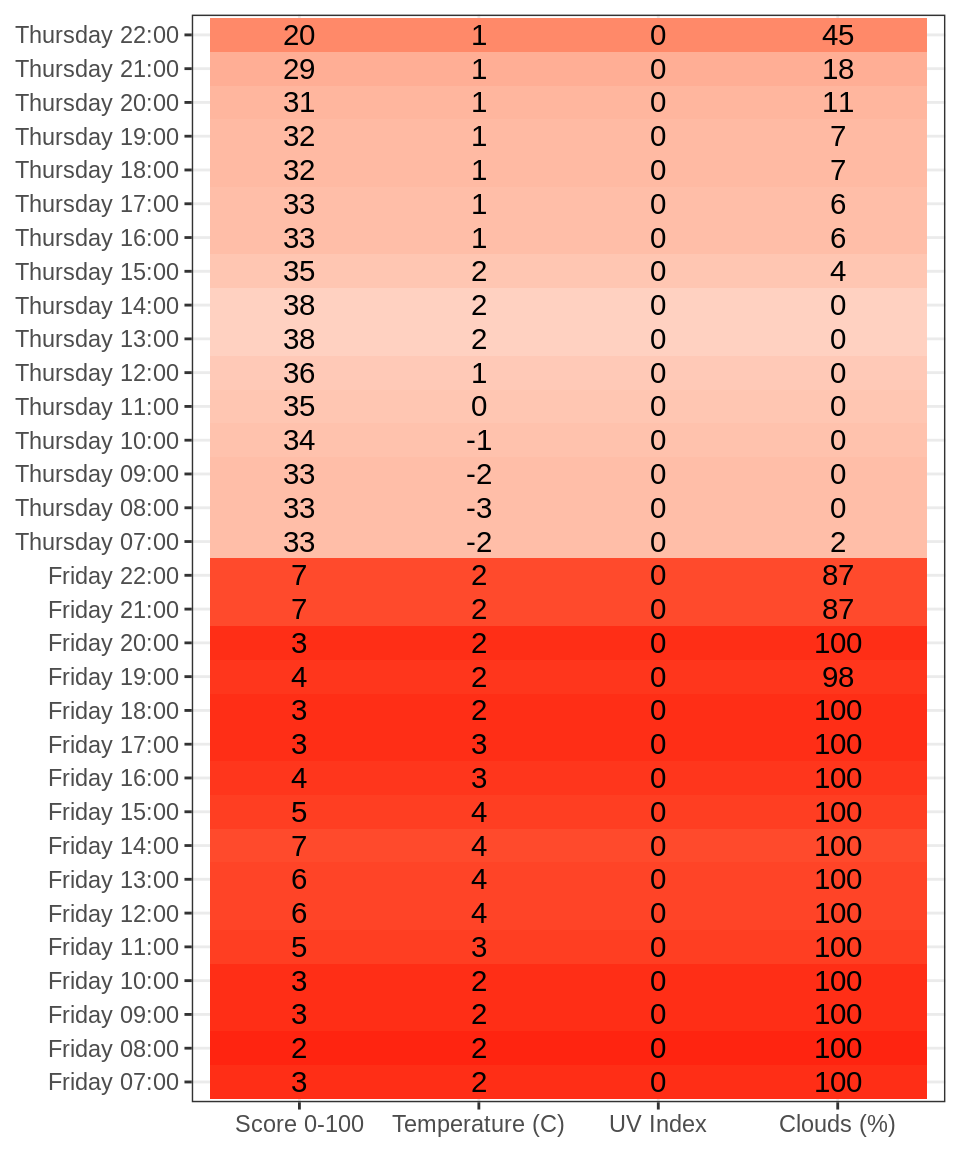 Thursday 22:00 20 1 0 45
Thursday 21:00 29 1 0 18
Thursday 20:00 31 1 0 11
Thursday 19:00 32 1 0 7
Thursday 18:00 32 1 0 7
Thursday 17:00 33 1 0 6
Thursday 16:00 33 1 0 6
Thursday 15:00 35 2 0 4
Thursday 14:00 38 2 0 0
Thursday 13:00 38 2 0 0
Thursday 12:00 36 1 0 0
Thursday 11:00 35 0 0 0
Thursday 10:00 34 -1 0 0
Thursday 09:00 33 -2 0 0
Thursday 08:00 33 -3 0 0
Thursday 07:00 33 -2 0 2
Friday 22:00 7 2 0 87
Friday 21:00 7 2 0 87
Friday 20:00 3 2 0 100
Friday 19:00 4 2 0 98
Friday 18:00 3 2 0 100
Friday 17:00 3 3 0 100
Friday 16:00 4 3 0 100
Friday 15:00 5 4 0 100
Friday 14:00 7 4 0 100
Friday 13:00 6 4 0 100
Friday 12:00 6 4 0 100
Friday 11:00 5 3 0 100
Friday 10:00 3 2 0 100
Friday 09:00 3 2 0 100
Friday 08:00 2 2 0 100
Friday 07:00 3 2 0 100
Score 0-100 Temperature (C) UV Index Clouds (%)